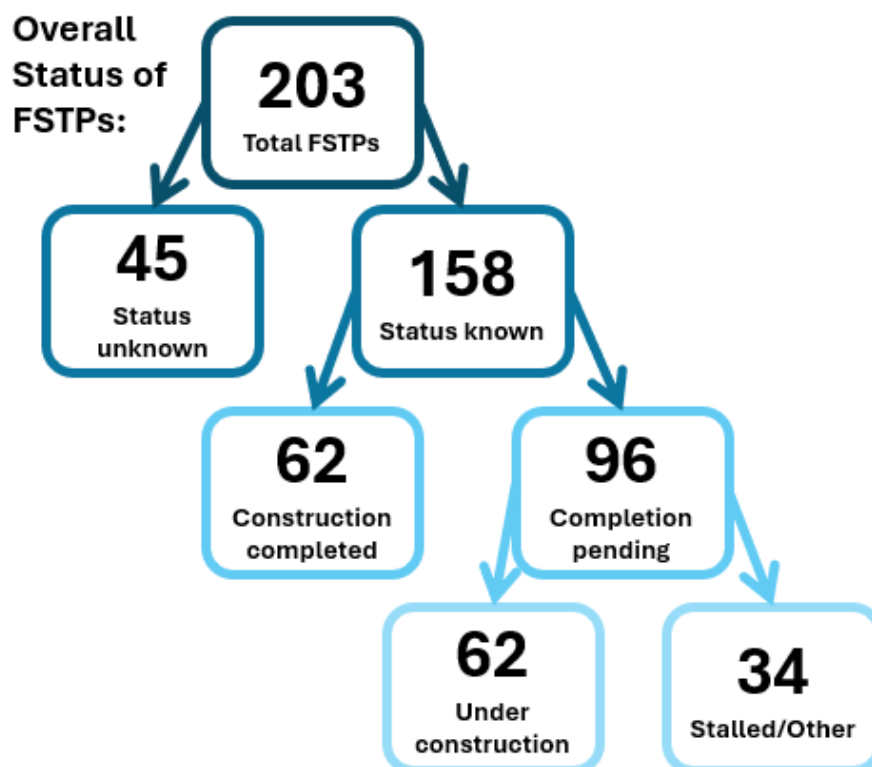 Overall
Status of
FSTPs:
203
Total FSTPs
45
Status
unknown
158
Status known
62
Construction
completed
96
Completion
pending
62
Under
construction
34
Stalled/Other